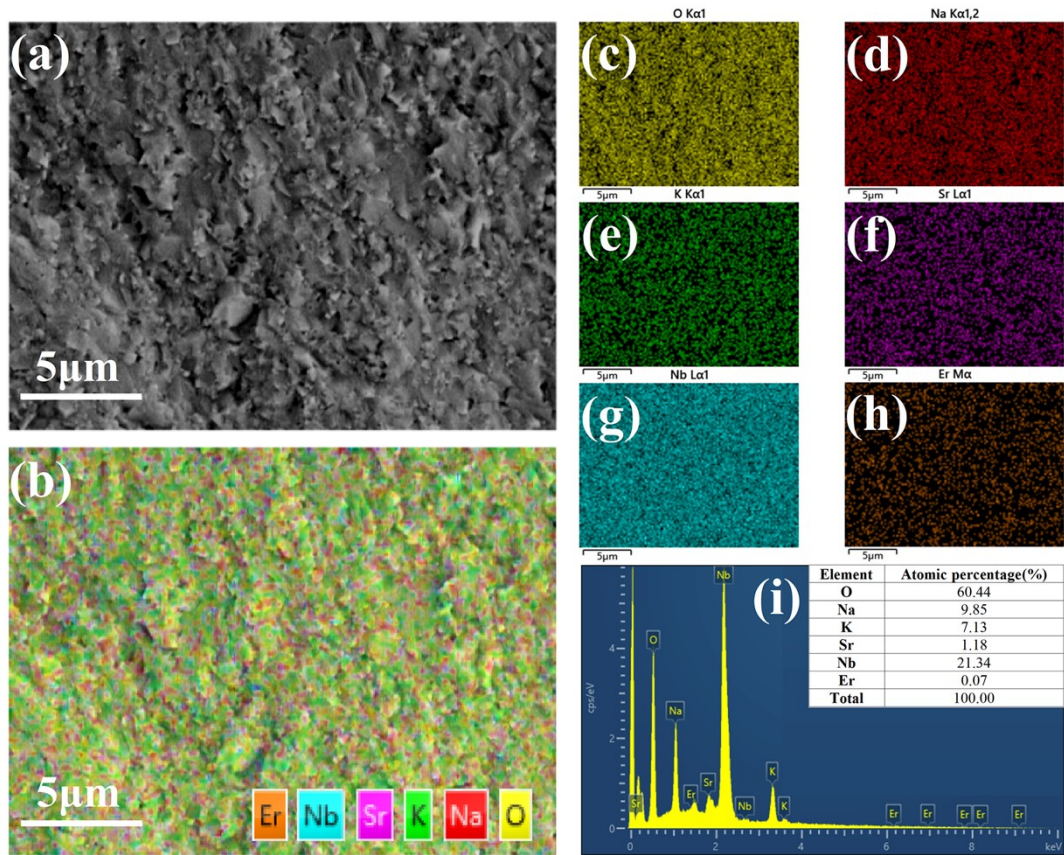 (a)
5μm
(b)
5μm
Er Nb Sr K Na O
O Kα1
(c)
5μm
Na Kα1,2
(d)
5μm
K Kα1
(e)
5μm
Sr Lα1
(f)
5μm
Nb Lα1
(g)
5μm
Er Mα
(h)
5μm
(i)
Element Atomic percentage(%)
O 60.44
Na 9.85
K 7.13
Sr 1.18
Nb 21.34
Er 0.07
Total 100.00
cps/eV
4
2
0
Sr O Na Er Sr Nb Nb K K Er Er Er Er Er
0 2 4 6 8 keV